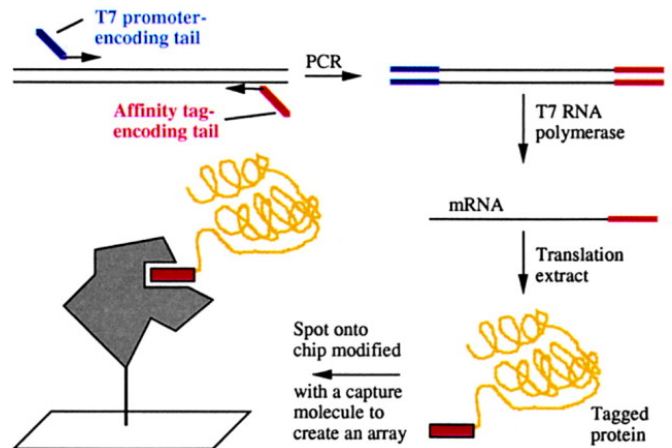 T7 promoter-
encoding tail
PCR
Affinity tag-
encoding tail
T7 RNA
polymerase
mRNA
Translation
extract
Spot onto
chip modified
with a capture
molecule to
create an array
Tagged
protein